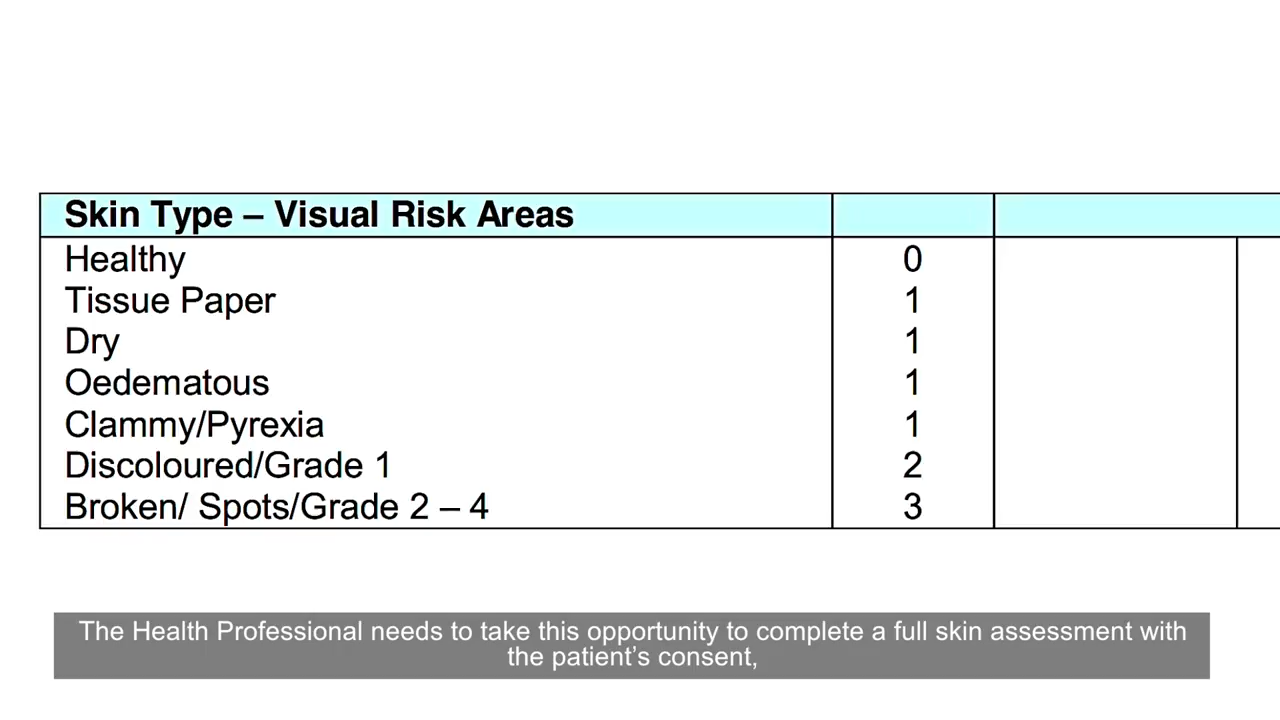 Skin Type – Visual Risk Areas
Healthy 0
Tissue Paper 1
Dry 1
Oedematous 1
Clammy/Pyrexia 1
Discoloured/Grade 1 2
Broken/ Spots/Grade 2 – 4 3
The Health Professional needs to take this opportunity to complete a full skin assessment with
the patient’s consent,